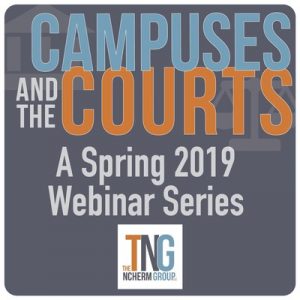 CAMPUSES
AND THE COURTS
A Spring 2019
Webinar Series
TNG
THE NCHERM GROUP